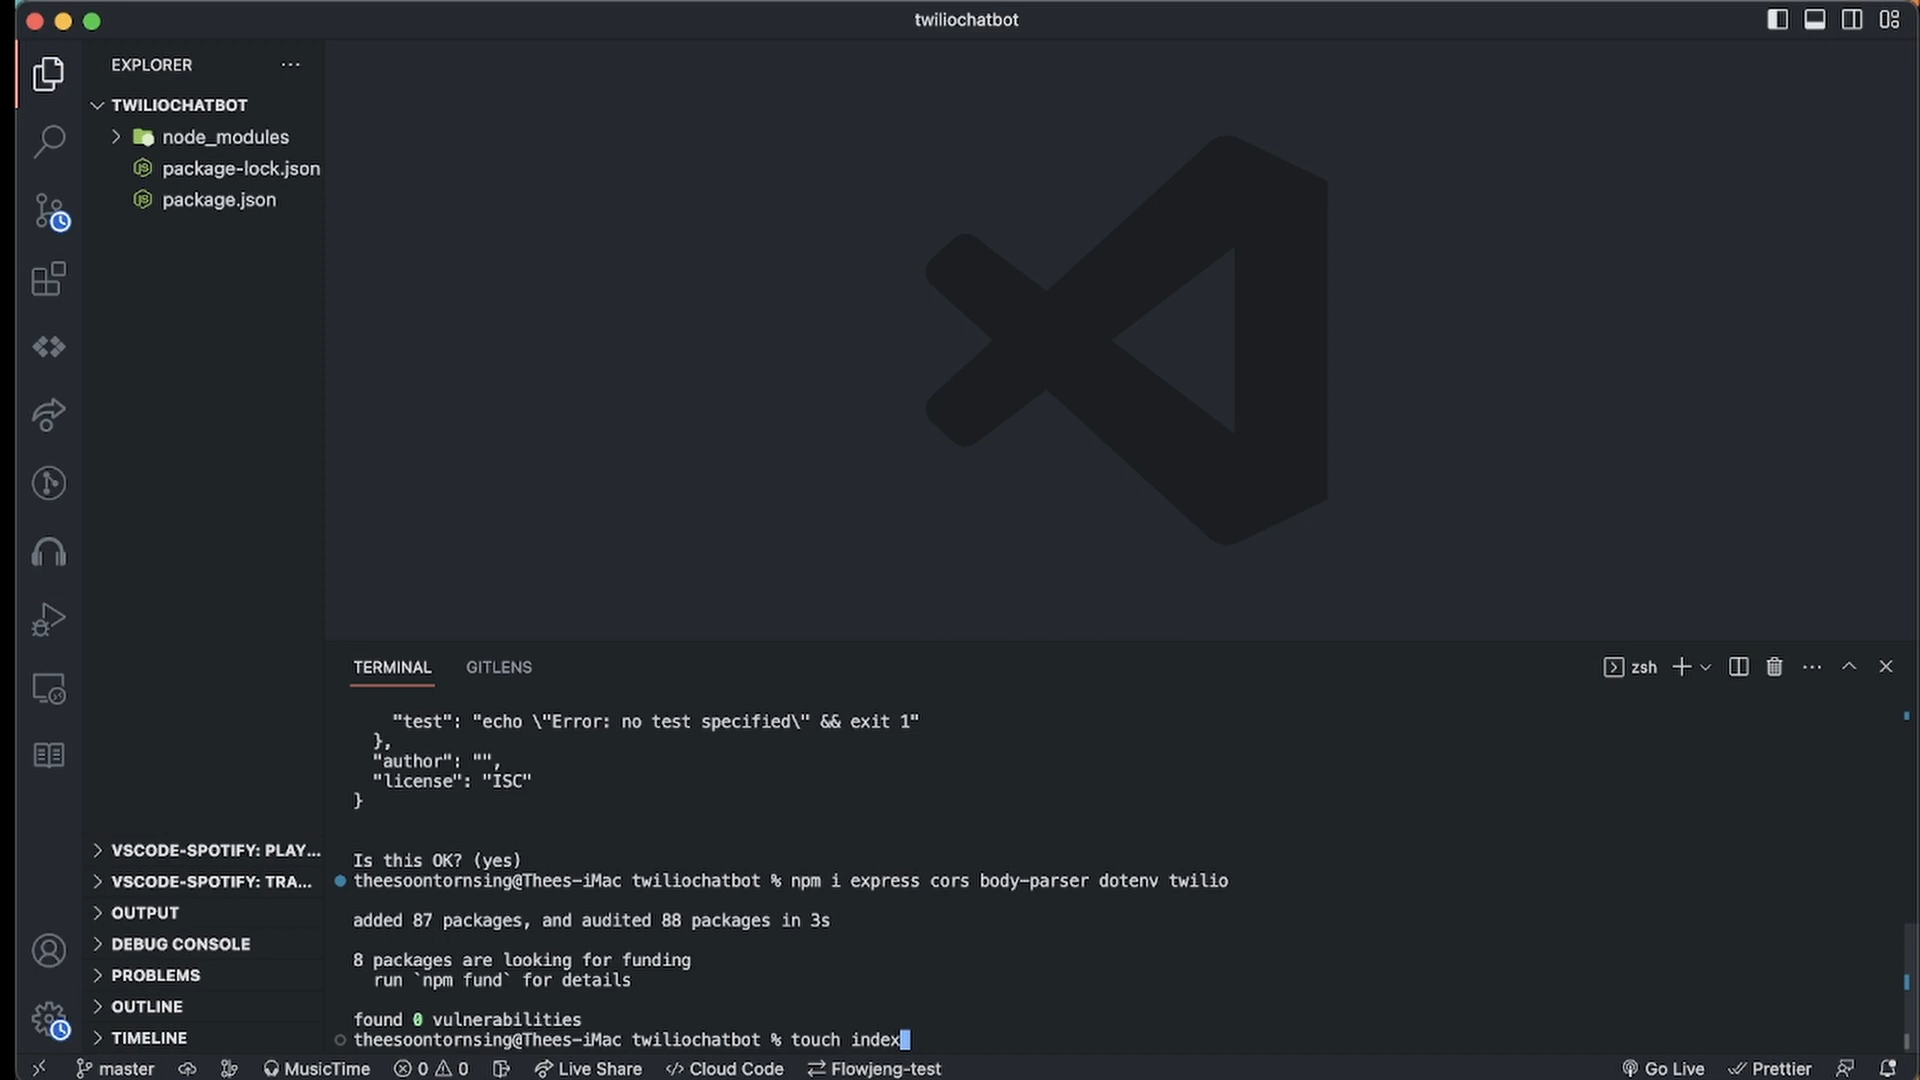 twiliochatbot
EXPLORER
TWILIOCHATBOT
node_modules
package-lock.json
package.json
VSCODE-SPOTIFY: PLAY...
VSCODE-SPOTIFY: TRA...
OUTPUT
DEBUG CONSOLE
PROBLEMS
OUTLINE
TIMELINE
TERMINAL GITLENS
zsh
"test": "echo \"Error: no test specified\" && exit 1"
},
"author": "",
"license": "ISC"
}
Is this OK? (yes)
theesoontornsing@Thees-iMac twiliochatbot % npm i express cors body-parser dotenv twilio
added 87 packages, and audited 88 packages in 3s
8 packages are looking for funding
run `npm fund` for details
found 0 vulnerabilities
theesoontornsing@Thees-iMac twiliochatbot % touch index
master MusicTime 0 0 Live Share Cloud Code Flowjeng-test Go Live Prettier